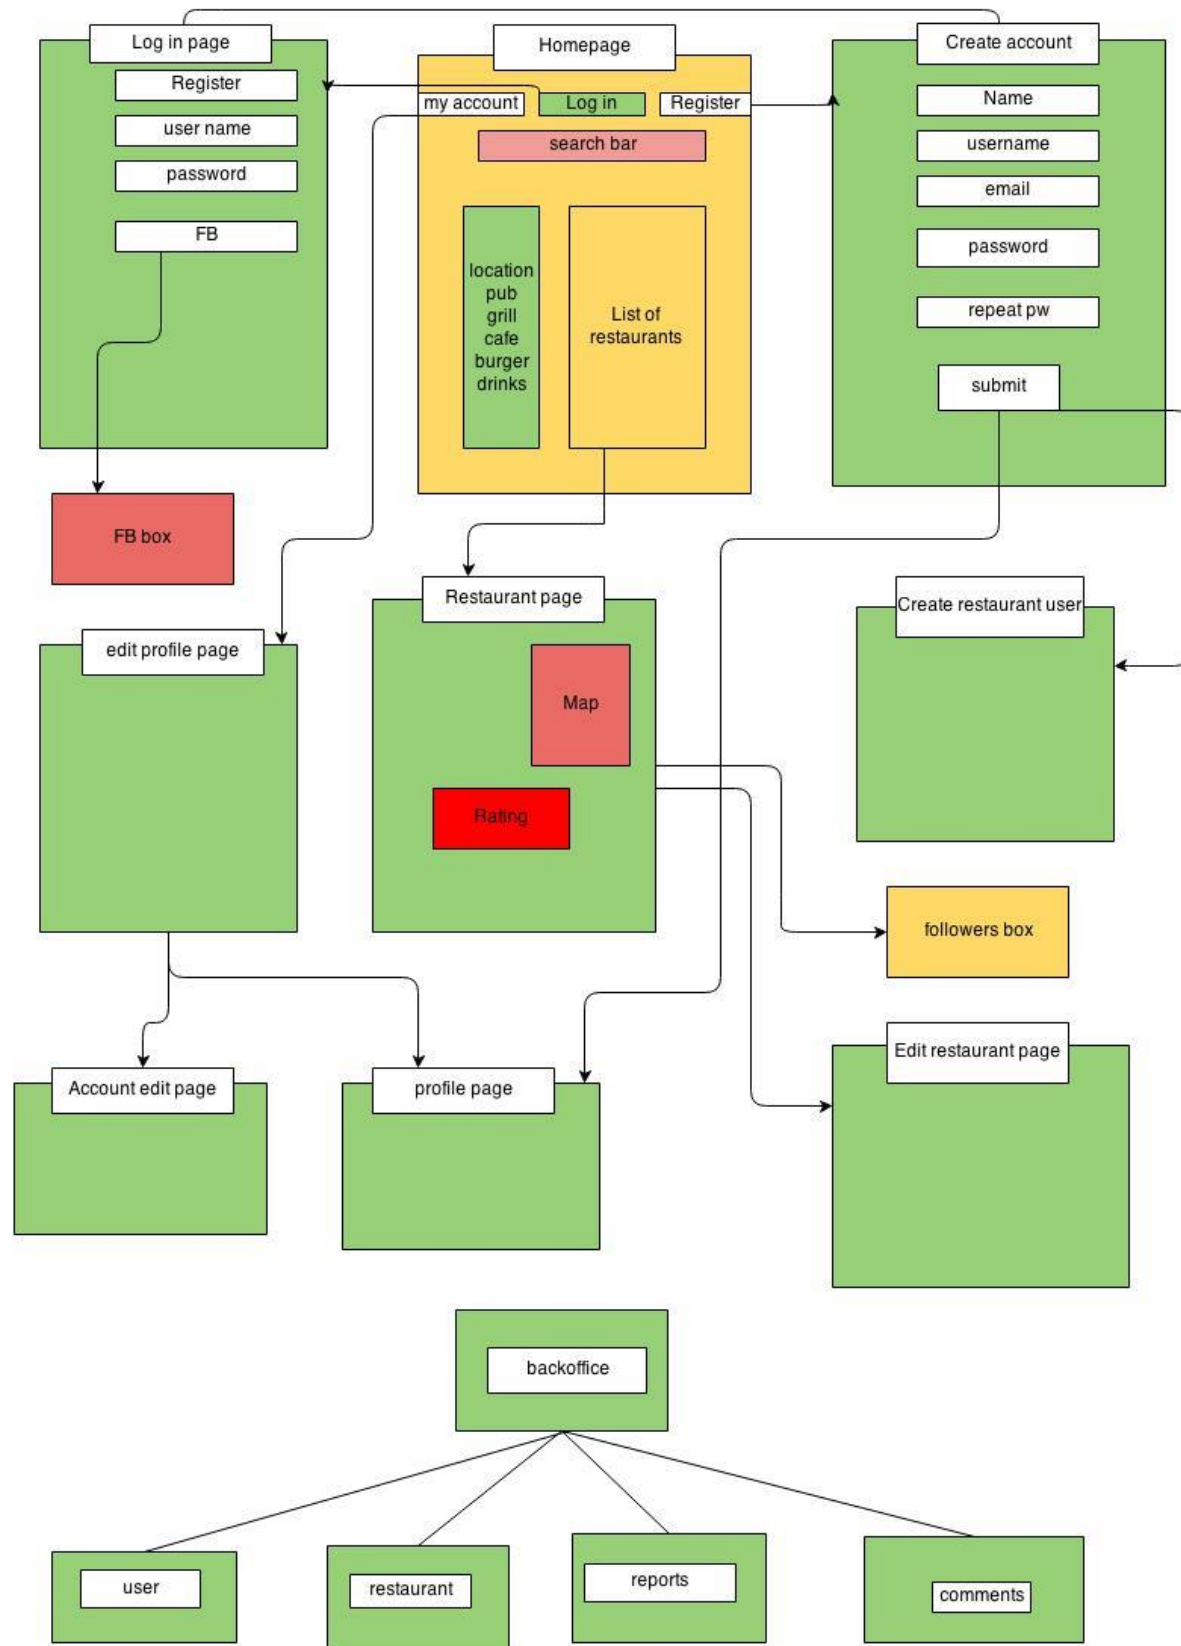 Log in page
Register
user name
password
FB
FB box
Homepage
my account
Log in
Register
search bar
location
pub
grill
cafe
burger
drinks
List of
restaurants
Create account
Name
username
email
password
repeat pw
submit
edit profile page
Restaurant page
Map
Rating
Create restaurant user
followers box
Edit restaurant page
Account edit page
profile page
backoffice
user
restaurant
reports
comments